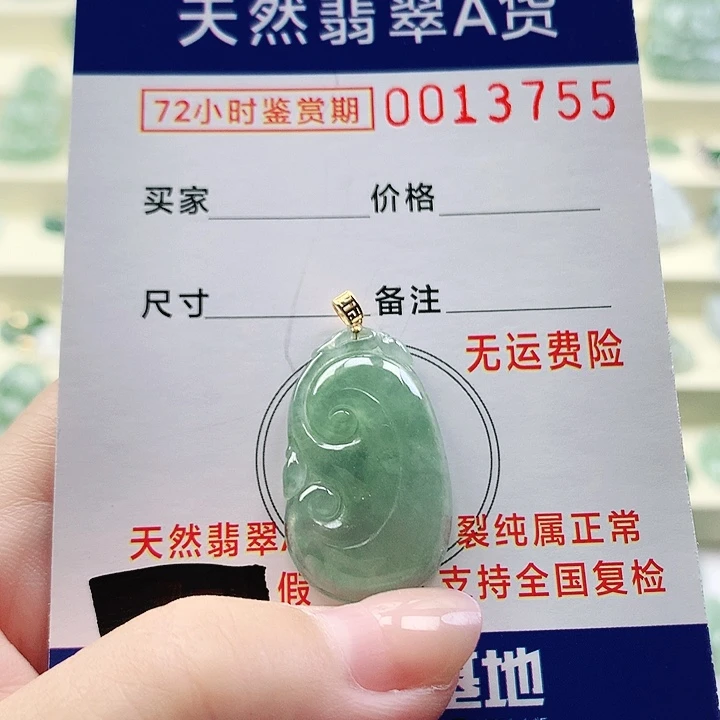 天然翡翠A货
72小时鉴赏期 0013755
买家 价格
尺寸 备注
无运费险
天然翡翠 裂纯属正常
假 支持全国复检
基地